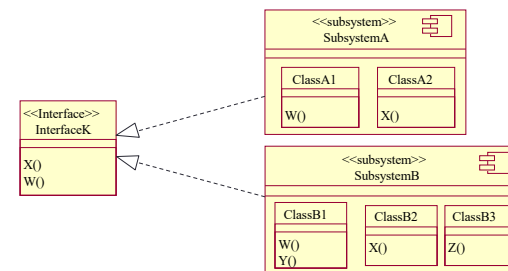 <<subsystem>>
SubsystemA
ClassA1
W()
ClassA2
X()
<<Interface>>
InterfaceK
X()
W()
<<subsystem>>
SubsystemB
ClassB1
W()
Y()
ClassB2
X()
ClassB3
Z()